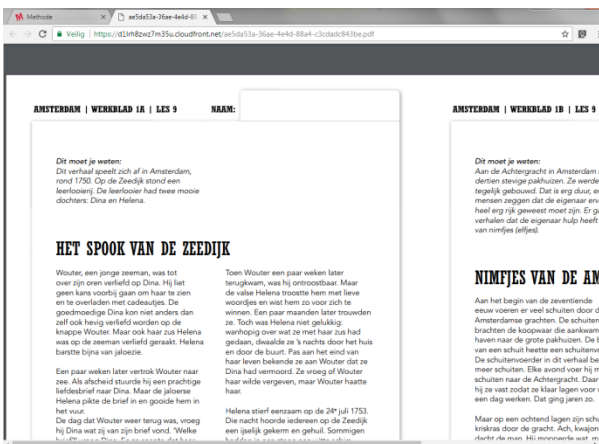 Methode
ae5da53a-36ae-4e4d-88
Veilig
https://d1lrh8zwz7m35u.cloudfront.net/ae5da53a-36ae-4e4d-88a4-c3cdadc843be.pdf
AMSTERDAM | WERKBLAD 1A | LES 9 NAAM:
Dit moet je weten:
Dit verhaal speelt zich af in Amsterdam,
rond 1750. Op de Zeedijk stond een
leerlooierij. De leerlooier had twee mooie
dochters: Dina en Helena.
HET SPOOK VAN DE ZEEDIJK
Wouter, een jonge zeeman, was tot
over zijn oren verliefd op Dina. Hij liet
geen kans voorbij gaan om haar te zien
en te overladen met cadeautjes. De
goedmoedige Dina kon niet anders dan
zelf ook hevig verliefd worden op de
knappe Wouter. Maar ook haar zus Helena
was op de zeeman verliefd geraakt. Helena
barstte bijna van jaloezie.
Een paar weken later vertrok Wouter naar
zee. Als afscheid stuurde hij een prachtige
liefdesbrief naar Dina. Maar de jaloerse
Helena pikte de brief in en gooide hem in
het vuur.
De dag dat Wouter weer terug was, vroeg
hij Dina wat zij van zijn brief vond. 'Welke
Toen Wouter een paar weken later
terugkwam, was hij ontroostbaar. Maar
de valse Helena troostte hem met lieve
woordjes en wist hem zo voor zich te
winnen. Een paar maanden later trouwden
ze. Toch was Helena niet gelukkig:
wanhopig over wat ze met haar zus had
gedaan, dwaalde ze 's nachts door het huis
en door de buurt. Pas aan het eind van
haar leven bekende ze aan Wouter dat ze
Dina had vermoord. Ze vroeg of Wouter
haar wilde vergeven, maar Wouter haatte
haar.
Helena stierf eenzaam op de 24e juli 1753.
Die nacht hoorde iedereen op de Zeedijk
een ijselijk gekerm en gehuil. Sommigen
AMSTERDAM | WERKBLAD 1B | LES 9
Dit moet je weten:
Aan de Achtergracht in Amsterdam
dertien stevige pakhuizen. Ze werde
tegelijk gebouwd. Dat is erg duur, e
mensen zeggen dat de eigenaar erv
heel erg rijk geweest moet zijn. Er g
verhalen dat de eigenaar hulp heeft
van nimfjes (elfjes).
NIMFJES VAN DE AM
Aan het begin van de zeventiende
eeuw voeren er veel schuiten door d
Amsterdamse grachten. De schuiten
brachten de koopwaar die aankwam
haven naar de grote pakhuizen. De b
van een schuit heette een schuitenv
De schuitenvoerder in dit verhaal be
meer schuiten. Elke avond voer hij m
schuiten naar de Achtergracht. Daar
hij ze vast zodat ze klaar lagen voor
een dag werken. Dat ging jaren zo.
Maar op een ochtend lagen zijn schu
kriskras door de gracht. Ach, kwajon
dacht de man. Hij mopperde wat